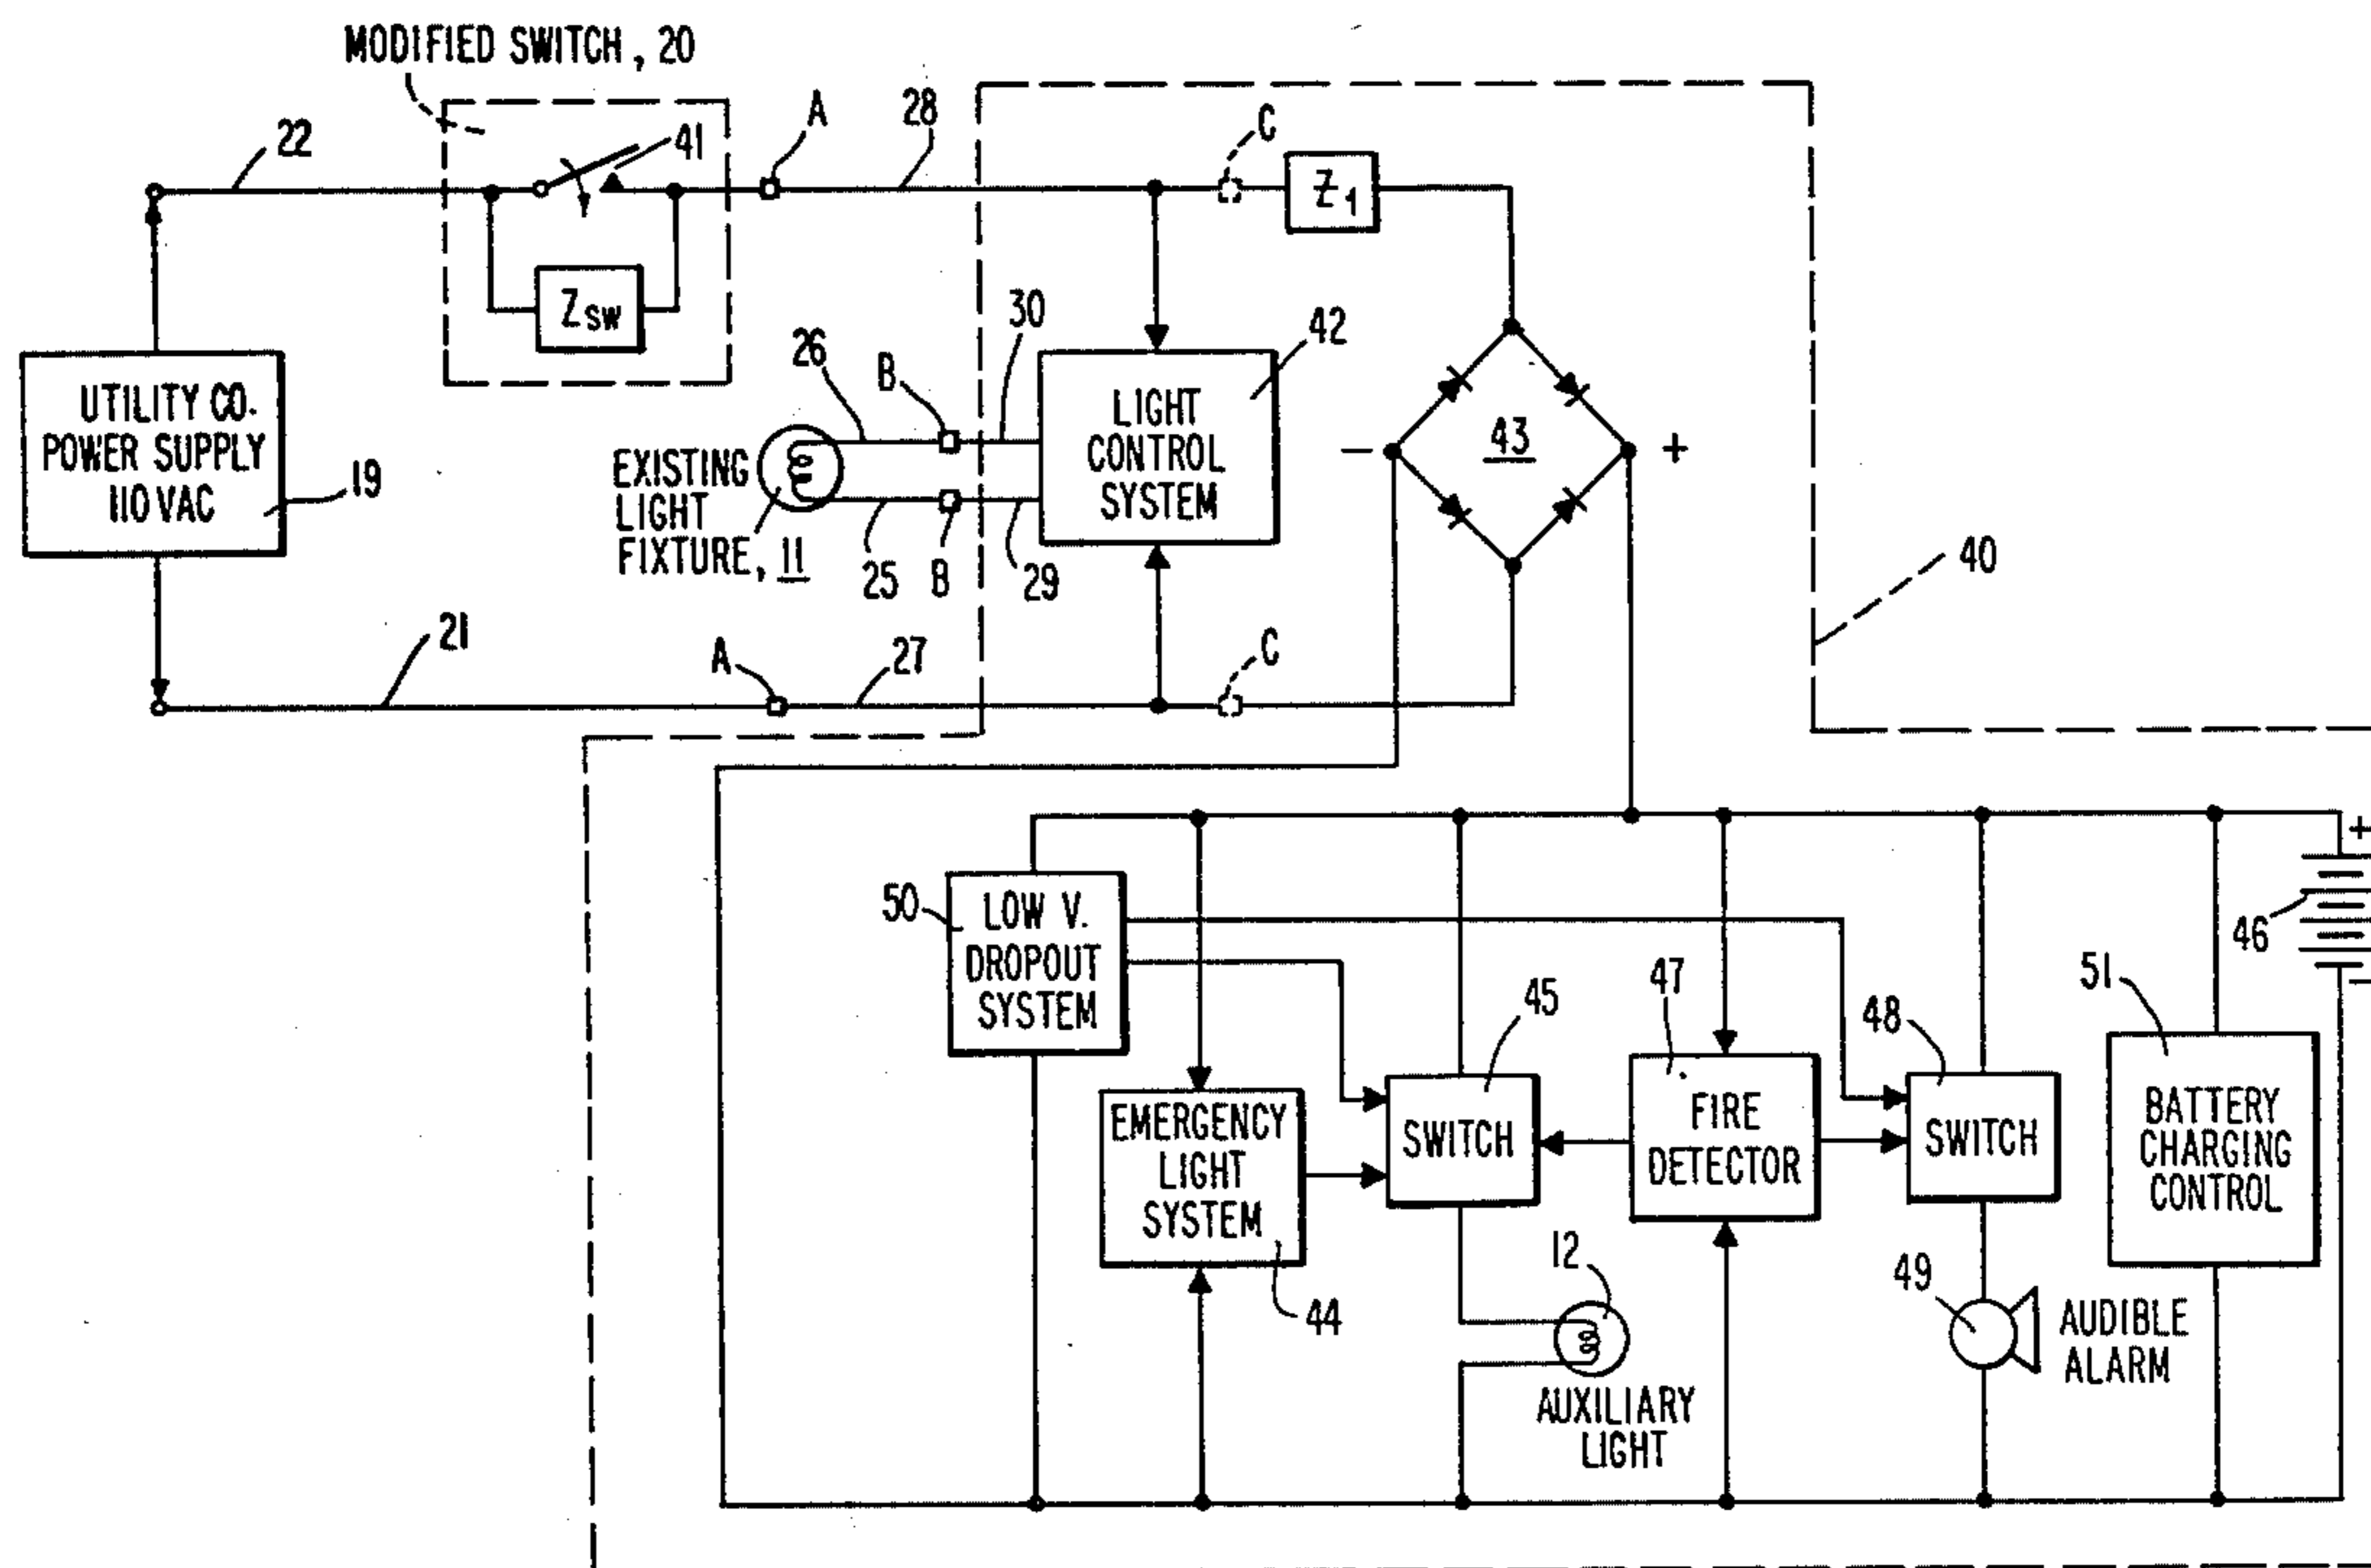 MODIFIED SWITCH, 20
22
41
A
28
C
Z1
ZSW
UTILITY CO.
POWER SUPPLY
110 VAC
19
26
B
30
42
EXISTING
LIGHT
FIXTURE, 11
25
B
29
LIGHT
CONTROL
SYSTEM
43
-
+
40
21
A
27
C
50
LOW V.
DROPOUT
SYSTEM
+
46
-
45
47
48
51
EMERGENCY
LIGHT
SYSTEM
44
SWITCH
FIRE
DETECTOR
SWITCH
BATTERY
CHARGING
CONTROL
12
AUXILIARY
LIGHT
49
AUDIBLE
ALARM